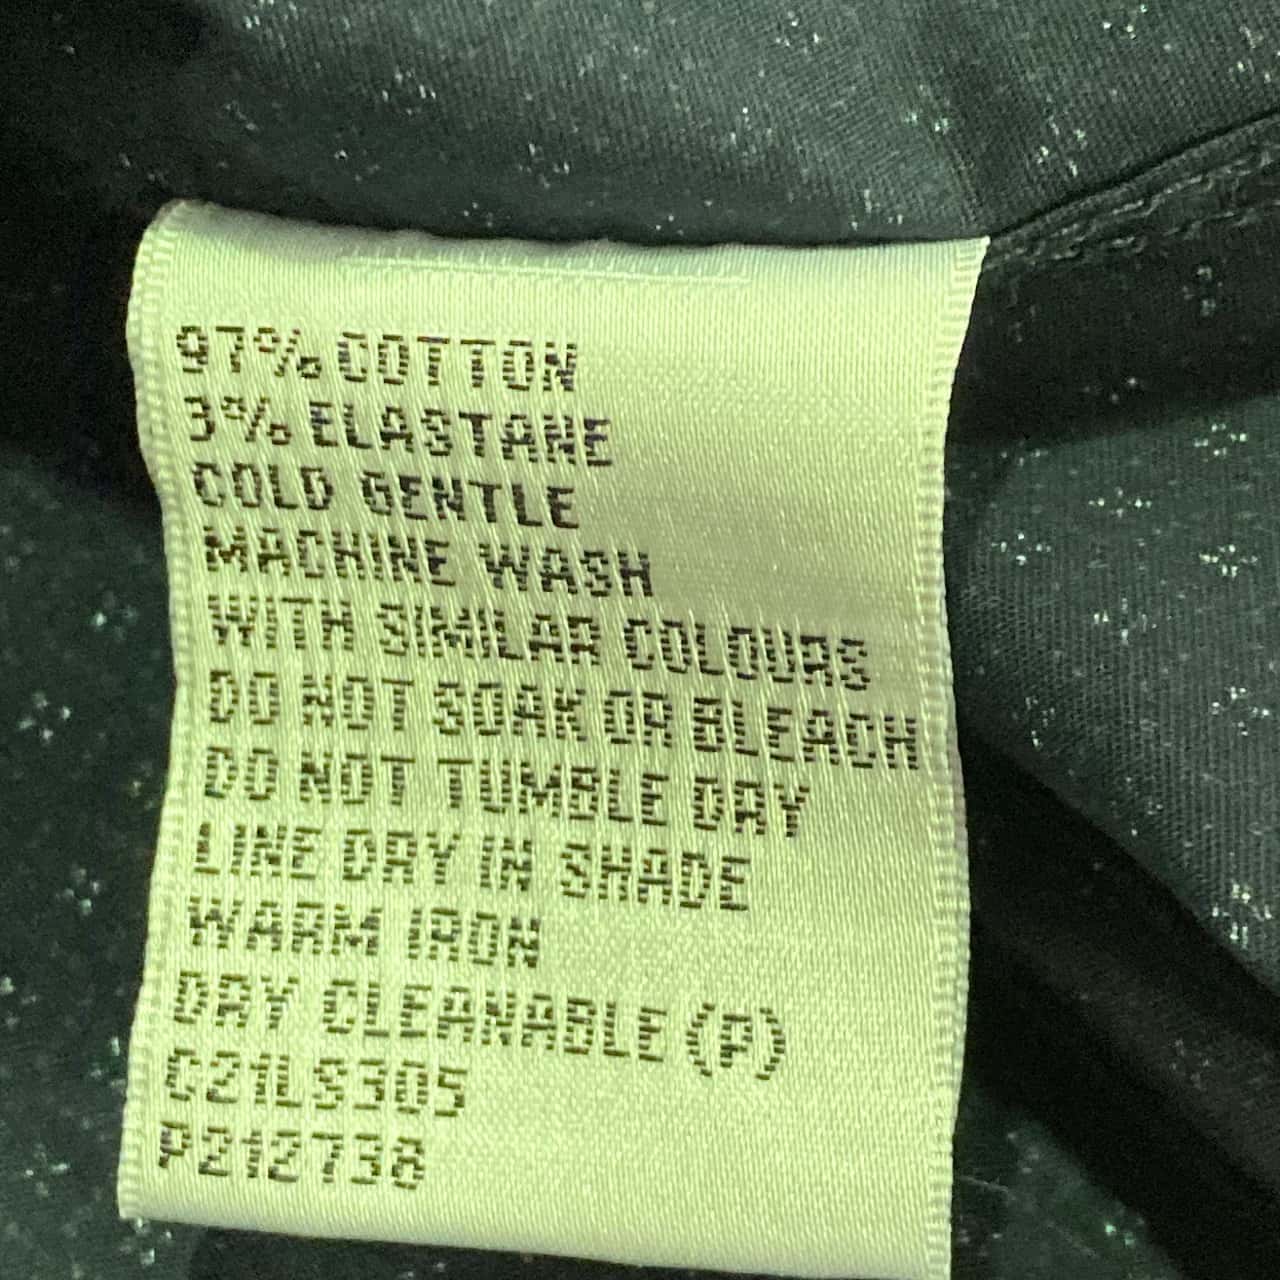 97% COTTON
3% ELASTANE
COLD GENTLE
MACHINE WASH
WITH SIMILAR COLOURS
DO NOT SOAK OR BLEACH
DO NOT TUMBLE DRY
LINE DRY IN SHADE
WARM IRON
DRY CLEANABLE (P)
C21LS305
P212738